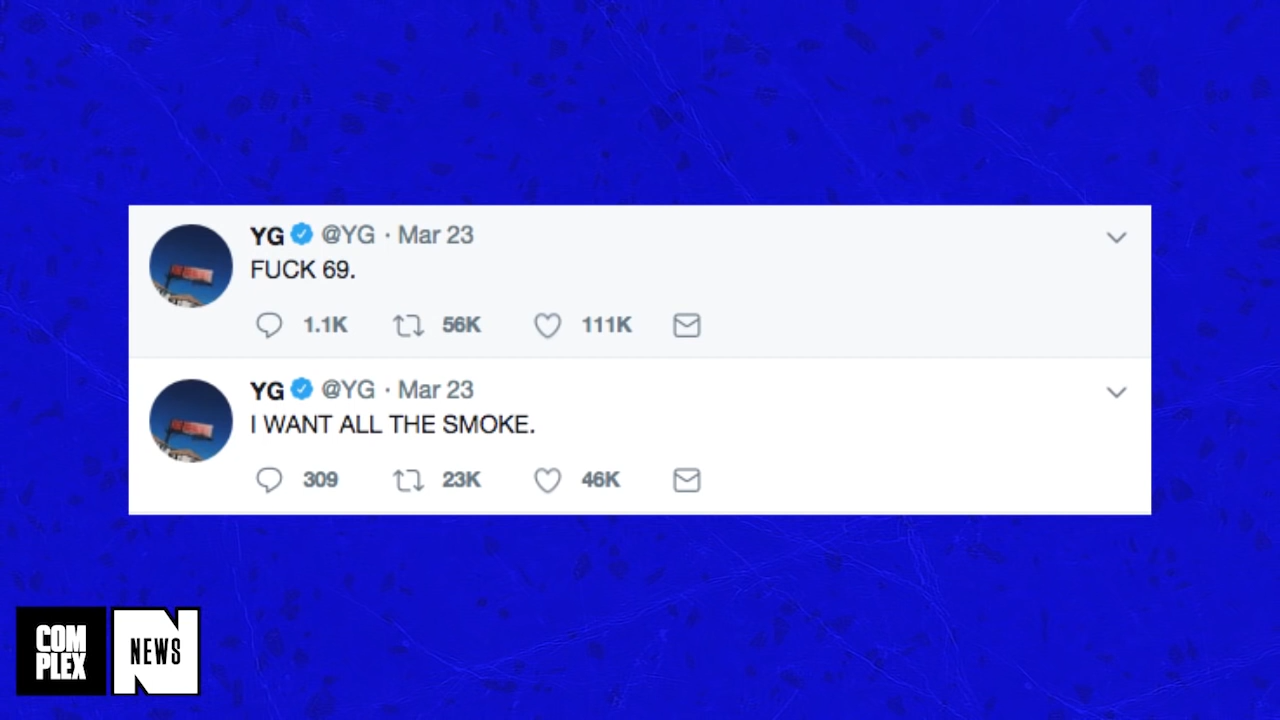 YG @YG · Mar 23
FUCK 69.
1.1K 56K 111K
YG @YG · Mar 23
I WANT ALL THE SMOKE.
309 23K 46K
COM
PLEX
NEWS